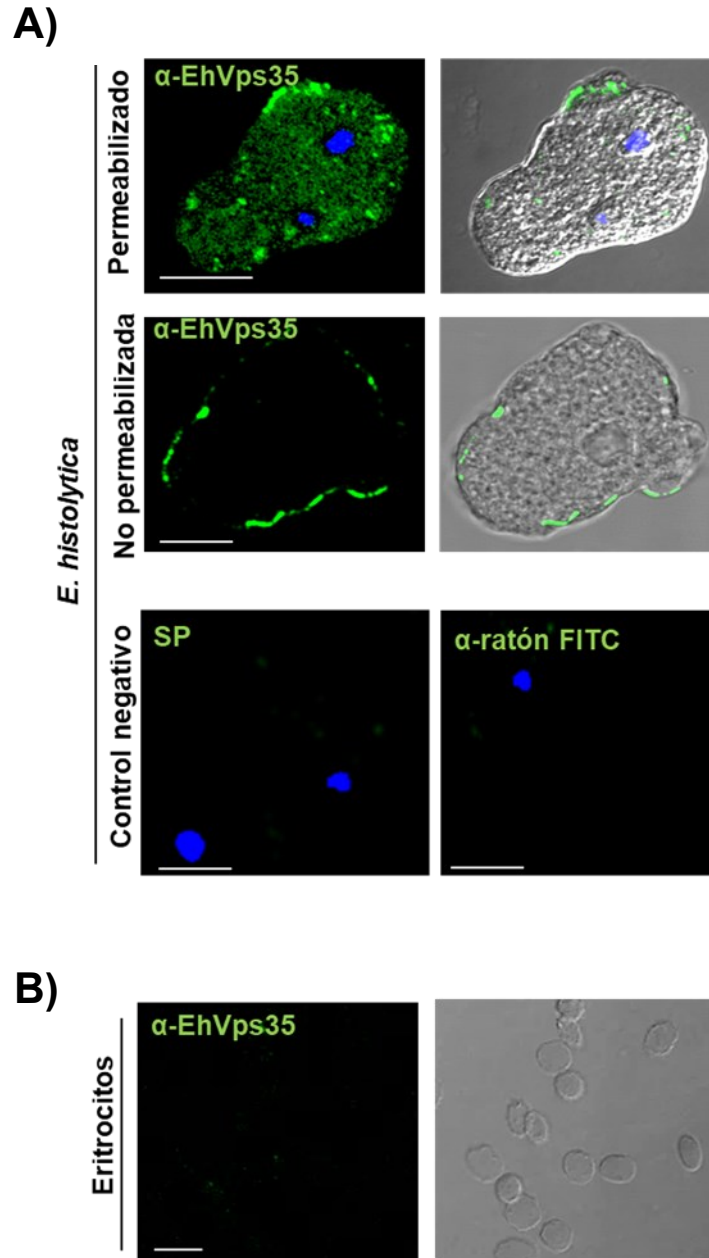 A)
E. histolytica
Permeabilizado
α-EhVps35
No permeabilizada
α-EhVps35
Control negativo
SP
α-ratón FITC
B)
Eritrocitos
α-EhVps35